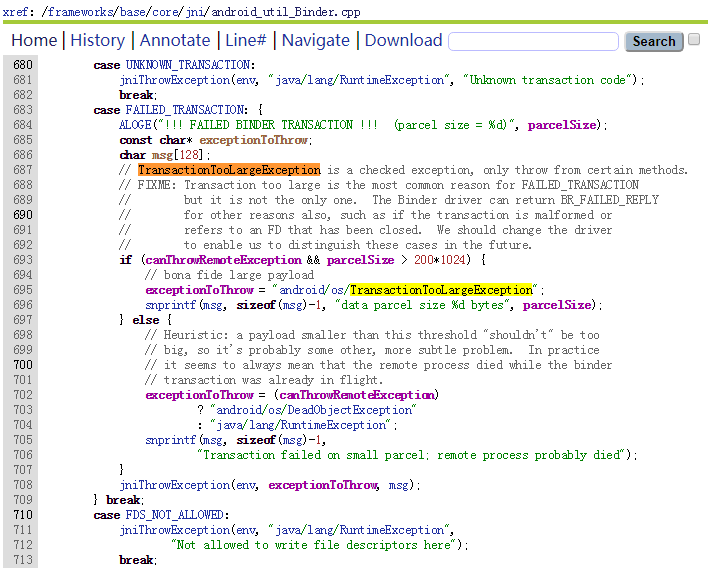 xref: /frameworks/base/core/jni/android_util_Binder.cpp
Home | History | Annotate | Line# | Navigate | Download Search
680 case UNKNOWN_TRANSACTION:
681 jniThrowException(env, "java/lang/RuntimeException", "Unknown transaction code");
682 break;
683 case FAILED_TRANSACTION: {
684 ALOGE("!!! FAILED BINDER TRANSACTION !!!  (parcel size = %d)", parcelSize);
685 const char* exceptionToThrow;
686 char msg[128];
687 // TransactionTooLargeException is a checked exception, only throw from certain methods.
688 // FIXME: Transaction too large is the most common reason for FAILED_TRANSACTION
689 //        but it is not the only one.  The Binder driver can return BR_FAILED_REPLY
690 //        for other reasons also, such as if the transaction is malformed or
691 //        refers to an FD that has been closed.  We should change the driver
692 //        to enable us to distinguish these cases in the future.
693 if (canThrowRemoteException && parcelSize > 200*1024) {
694 // bona fide large payload
695 exceptionToThrow = "android/os/TransactionTooLargeException";
696 snprintf(msg, sizeof(msg)-1, "data parcel size %d bytes", parcelSize);
697 } else {
698 // Heuristic: a payload smaller than this threshold "shouldn't" be too
699 // big, so it's probably some other, more subtle problem.  In practice
700 // it seems to always mean that the remote process died while the binder
701 // transaction was already in flight.
702 exceptionToThrow = (canThrowRemoteException)
703 ? "android/os/DeadObjectException"
704 : "java/lang/RuntimeException";
705 snprintf(msg, sizeof(msg)-1,
706 "Transaction failed on small parcel; remote process probably died");
707 }
708 jniThrowException(env, exceptionToThrow, msg);
709 } break;
710 case FDS_NOT_ALLOWED:
711 jniThrowException(env, "java/lang/RuntimeException",
712 "Not allowed to write file descriptors here");
713 break;